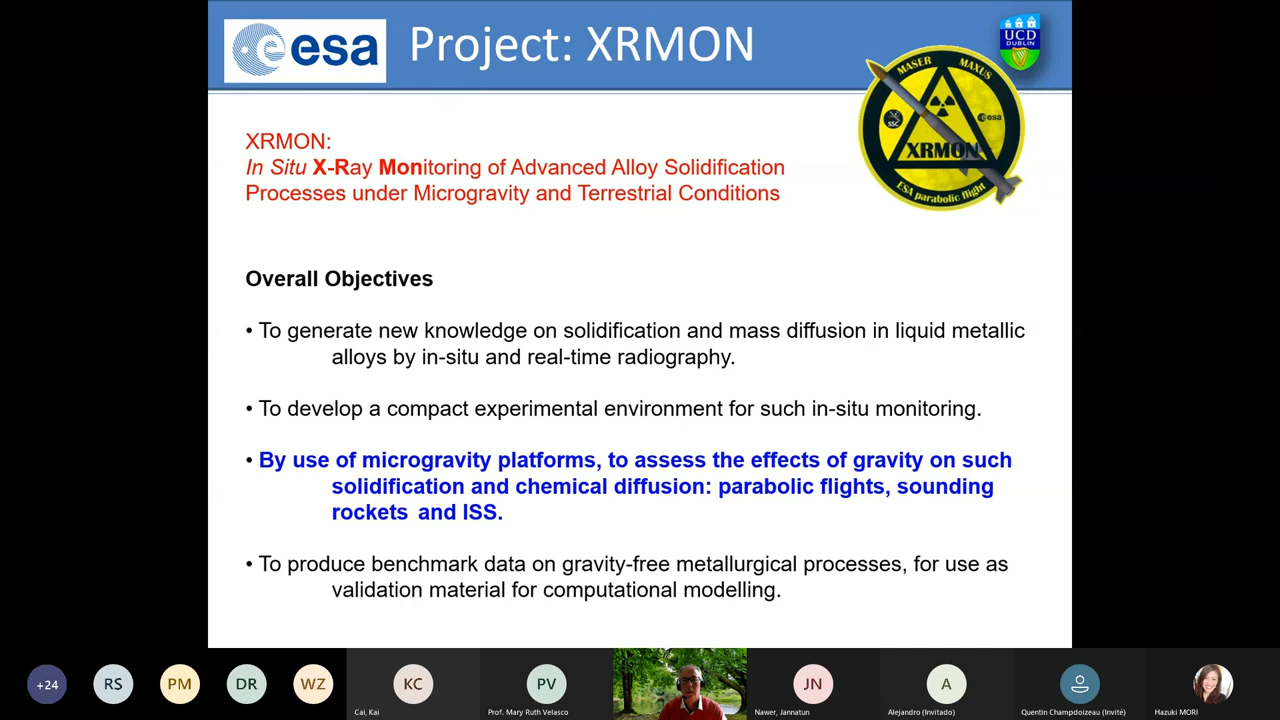 esa
Project: XRMON
UCD
DUBLIN
MASER
MAXUS
SSC
esa
XRMON
ESA parabolic flight
XRMON:
In Situ X-Ray Monitoring of Advanced Alloy Solidification
Processes under Microgravity and Terrestrial Conditions
Overall Objectives
• To generate new knowledge on solidification and mass diffusion in liquid metallic
alloys by in-situ and real-time radiography.
• To develop a compact experimental environment for such in-situ monitoring.
• By use of microgravity platforms, to assess the effects of gravity on such
solidification and chemical diffusion: parabolic flights, sounding
rockets and ISS.
• To produce benchmark data on gravity-free metallurgical processes, for use as
validation material for computational modelling.
+24
RS
PM
DR
WZ
KC
Cai, Kai
PV
Prof. Mary Ruth Velasco
JN
Nawer, Jannatun
A
Alejandro (Invitado)
Quentin Champdoizeau (Invité)
Hazuki MORI